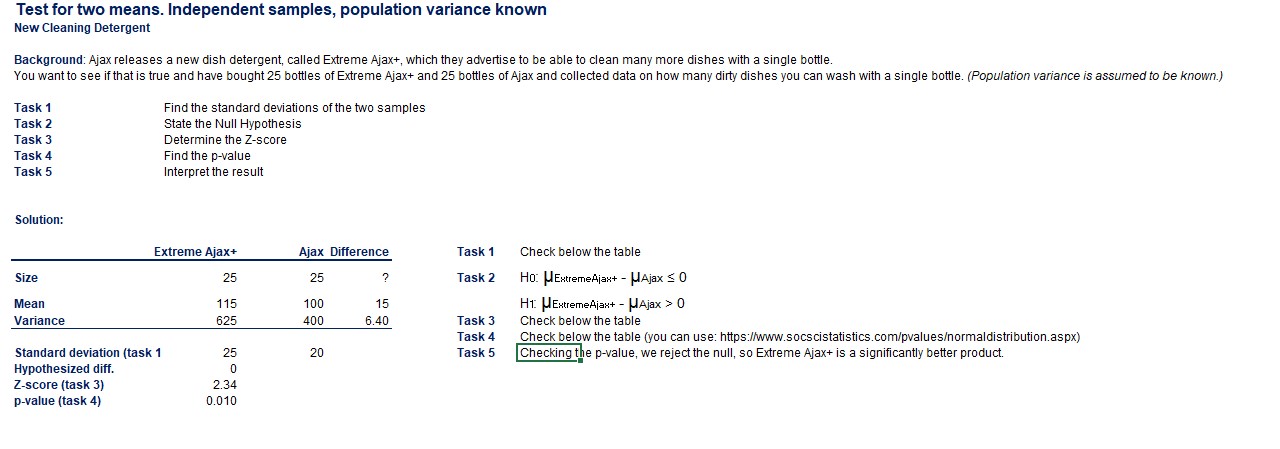 Test for two means. Independent samples, population variance known
New Cleaning Detergent
Background: Ajax releases a new dish detergent, called Extreme Ajax+, which they advertise to be able to clean many more dishes with a single bottle.
You want to see if that is true and have bought 25 bottles of Extreme Ajax+ and 25 bottles of Ajax and collected data on how many dirty dishes you can wash with a single bottle. (Population variance is assumed to be known.)
Task 1 Find the standard deviations of the two samples
Task 2 State the Null Hypothesis
Task 3 Determine the Z-score
Task 4 Find the p-value
Task 5 Interpret the result
Solution:
Extreme Ajax+ Ajax Difference
Size 25 25 ?
Mean 115 100 15
Variance 625 400 6.40
Standard deviation (task 1 25 20
Hypothesized diff. 0
Z-score (task 3) 2.34
p-value (task 4) 0.010
Task 1 Check below the table
Task 2 H0: μExtremeAjax+ - μAjax ≤ 0
H1: μExtremeAjax+ - μAjax > 0
Task 3 Check below the table
Task 4 Check below the table (you can use: https://www.socscistatistics.com/pvalues/normaldistribution.aspx)
Task 5 Checking the p-value, we reject the null, so Extreme Ajax+ is a significantly better product.